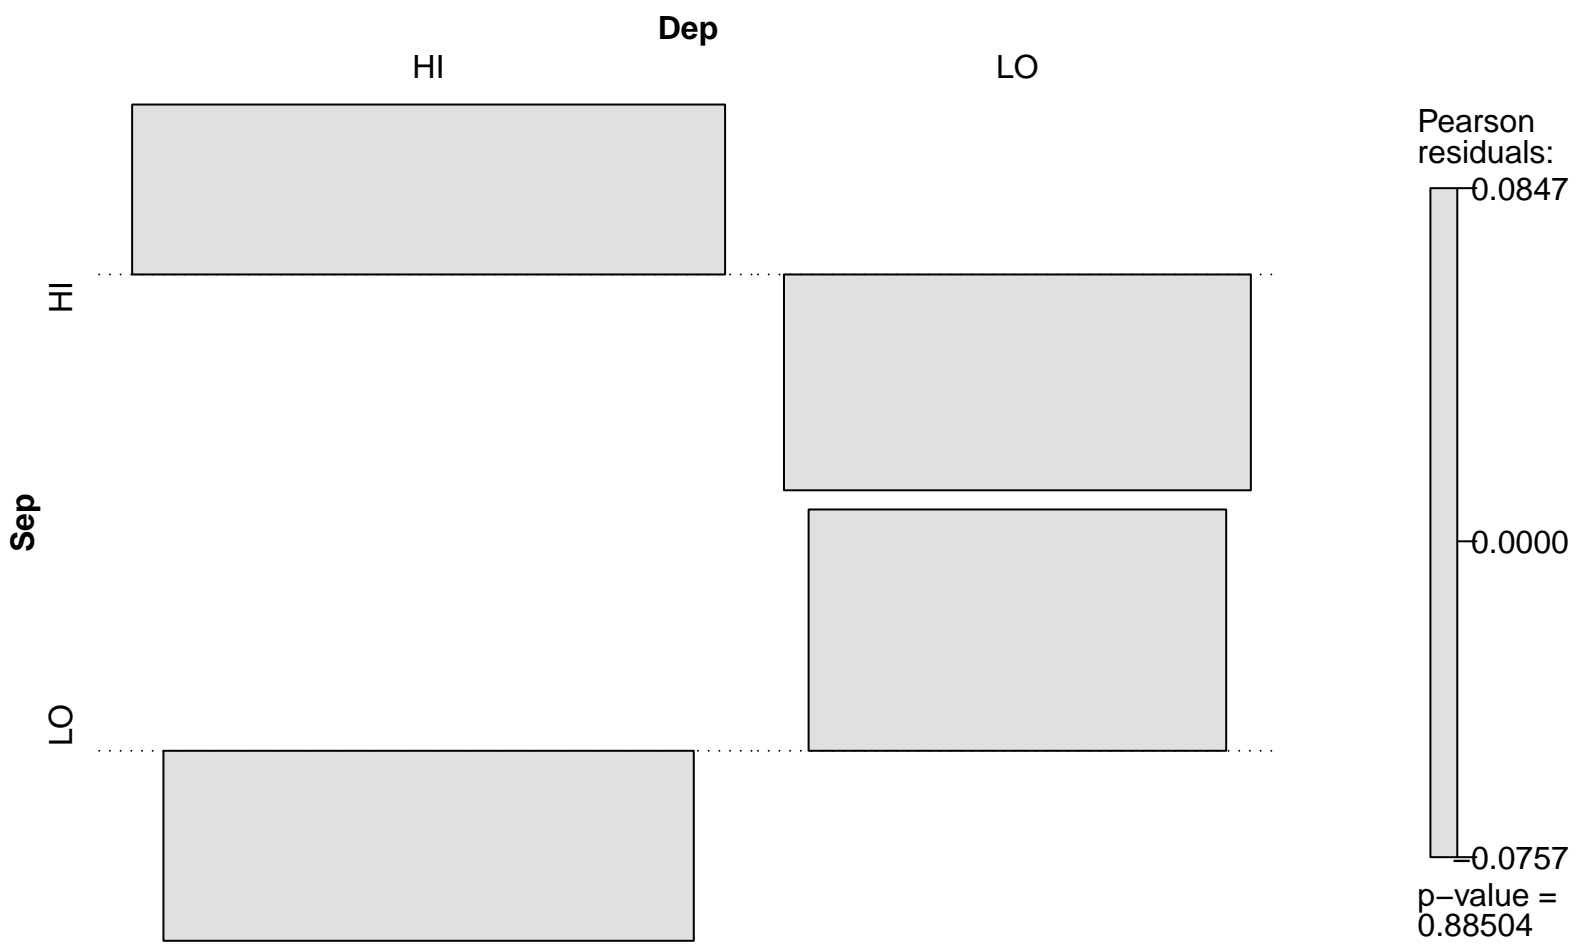 Dep
HI
LO
Pearson
residuals:
0.0847
HI
Sep
0.0000
LO
−0.0757
p−value =
0.88504